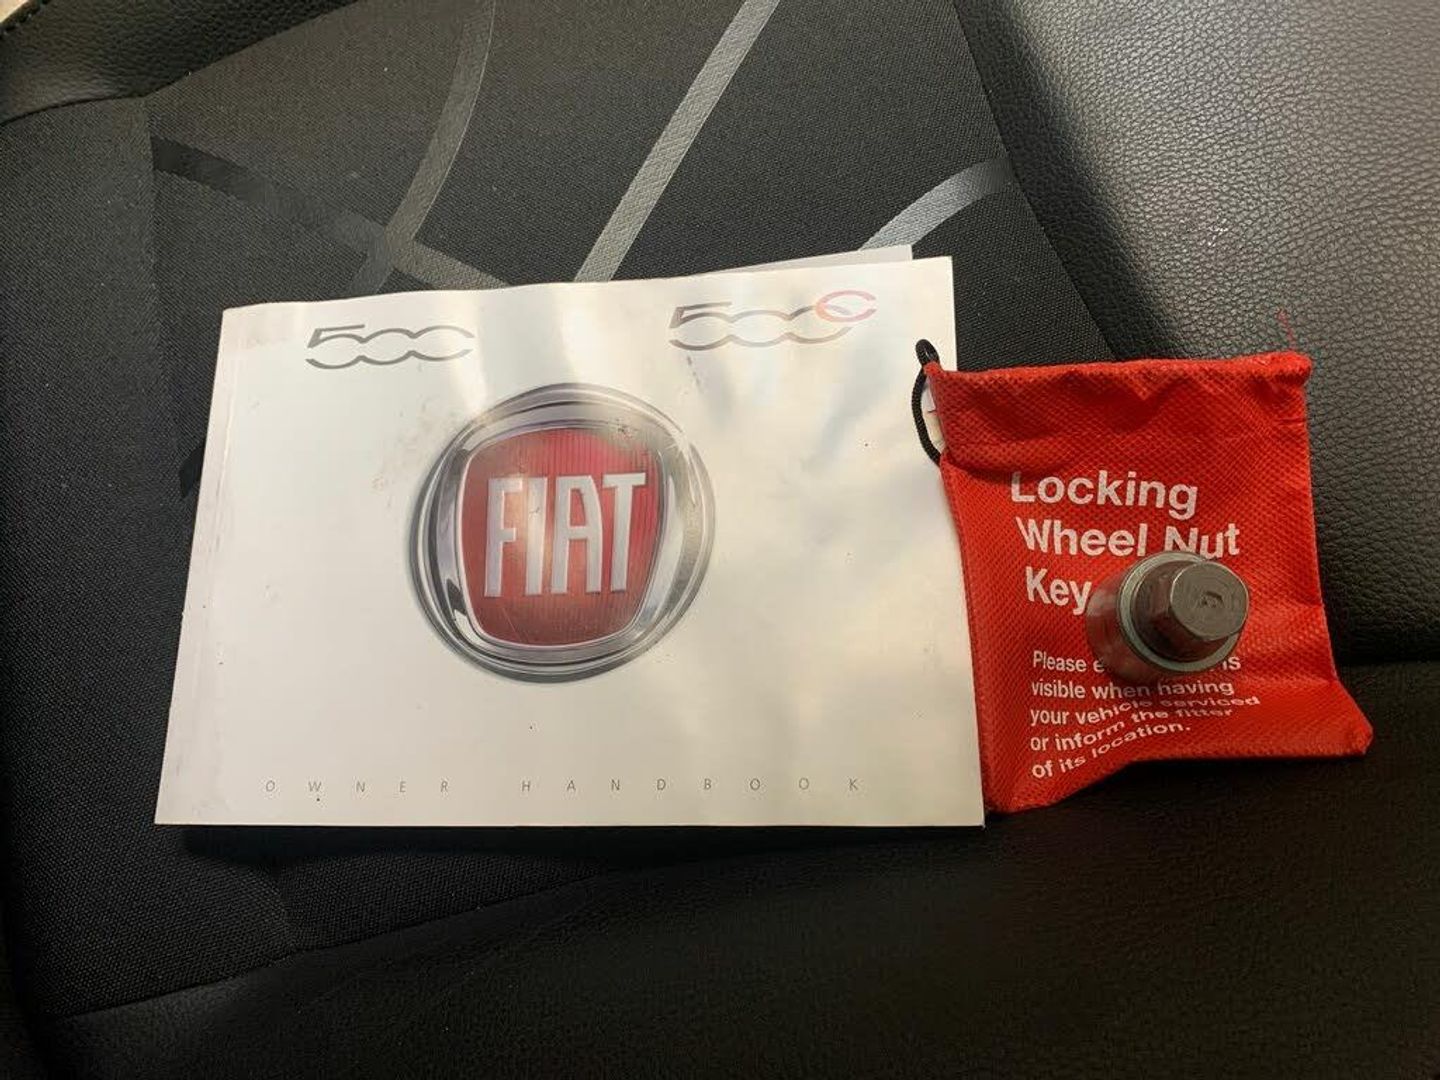 500 500c
FIAT
OWNER HANDBOOK
Locking
Wheel Nut
Key
Please
visible when having
your vehicle serviced
or inform the fitter
of its location.